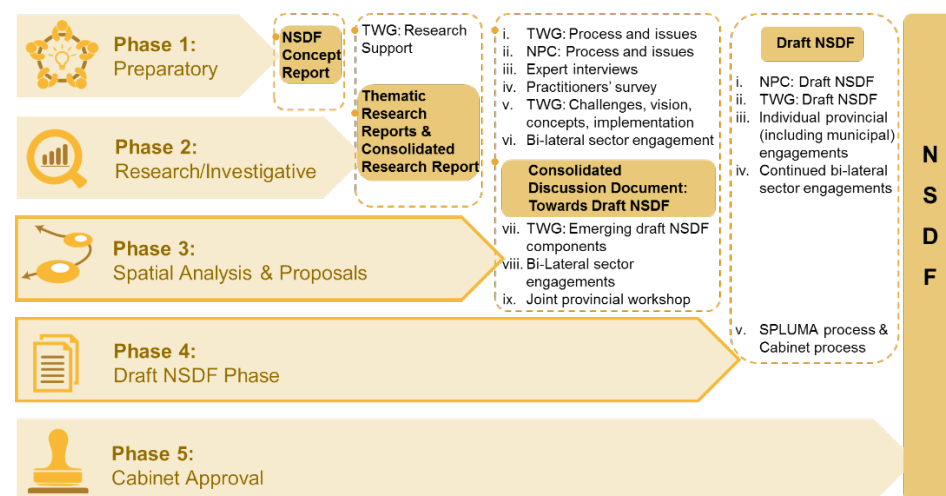 Phase 1:
Preparatory
NSDF
Concept
Report
Phase 2:
Research/Investigative
TWG: Research
Support
Thematic
Research
Reports &
Consolidated
Research Report
Phase 3:
Spatial Analysis & Proposals
i. TWG: Process and issues
ii. NPC: Process and issues
iii. Expert interviews
iv. Practitioners' survey
v. TWG: Challenges, vision,
concepts, implementation
vi. Bi-lateral sector engagement
Consolidated
Discussion Document:
Towards Draft NSDF
vii. TWG: Emerging draft NSDF
components
viii. Bi-Lateral sector
engagements
ix. Joint provincial workshop
Phase 4:
Draft NSDF Phase
Draft NSDF
i. NPC: Draft NSDF
ii. TWG: Draft NSDF
iii. Individual provincial
(including municipal)
engagements
iv. Continued bi-lateral
sector engagements
v. SPLUMA process &
Cabinet process
Phase 5:
Cabinet Approval
N
S
D
F